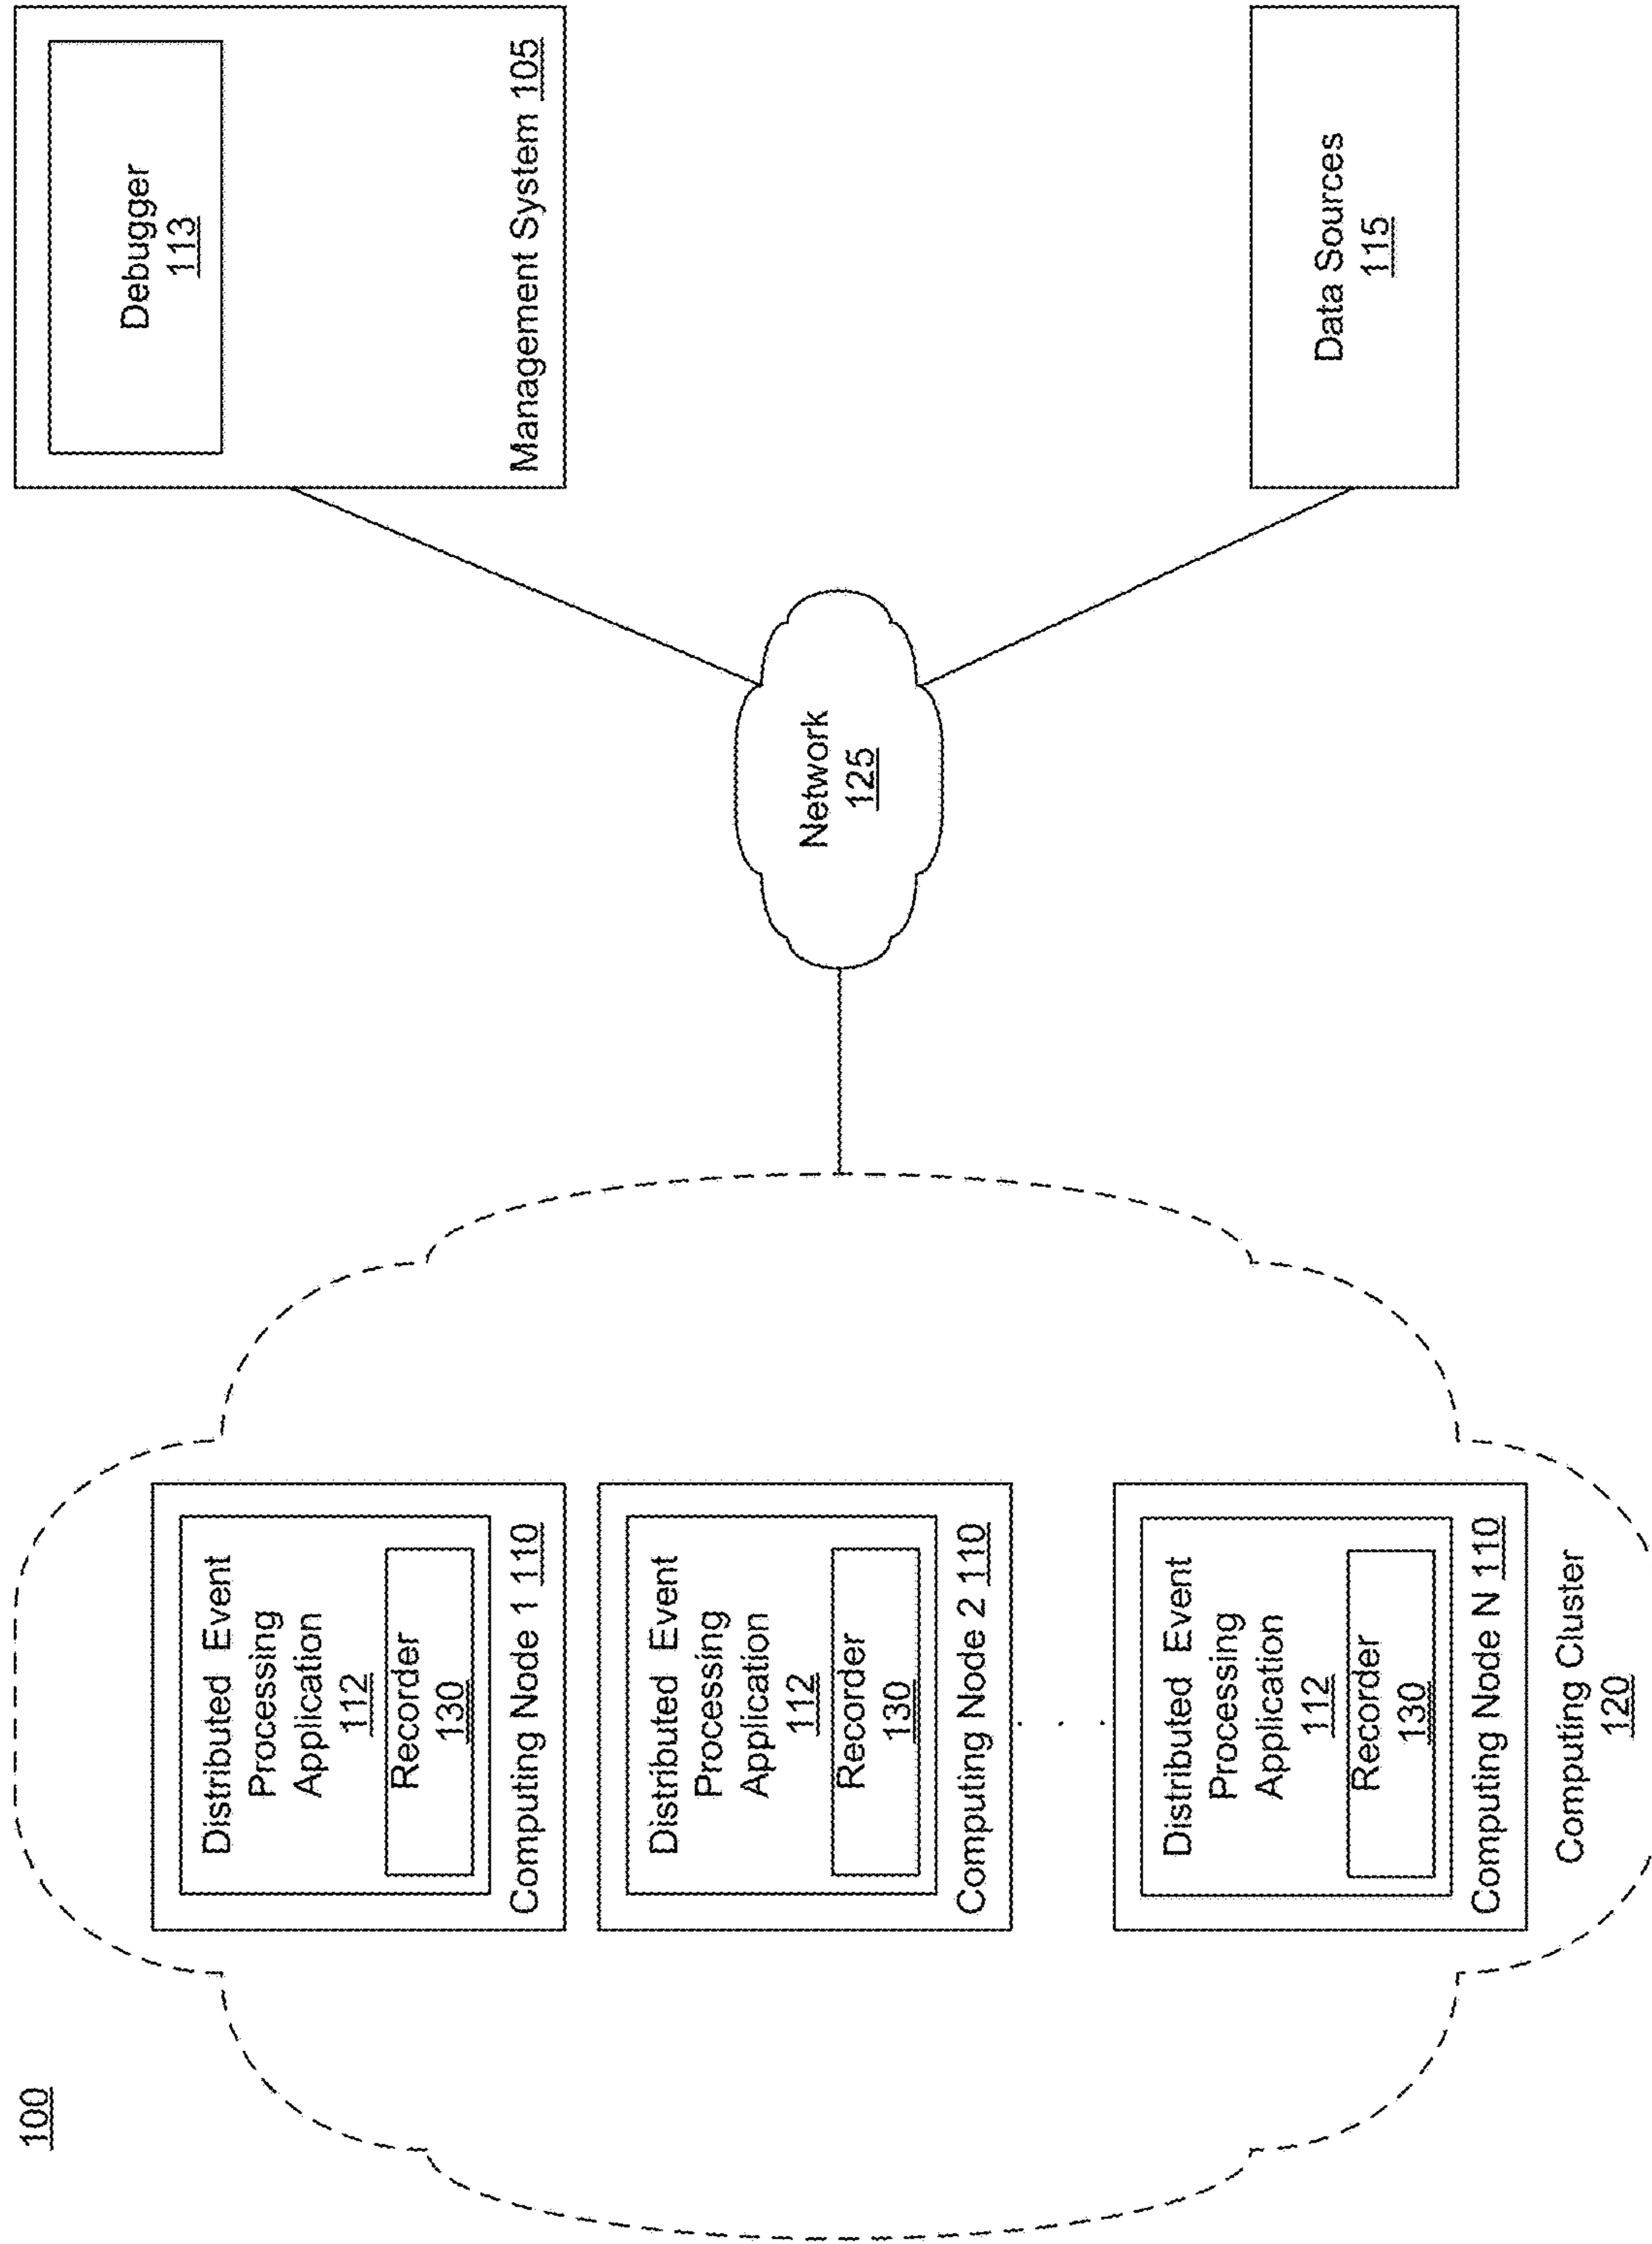 100
Distributed Event
Processing
Application
112
Recorder
130
Computing Node 1 110
Distributed Event
Processing
Application
112
Recorder
130
Computing Node 2 110
. . .
Distributed Event
Processing
Application
112
Recorder
130
Computing Node N 110
Computing Cluster
120
Network
125
Debugger
113
Management System 105
Data Sources
115